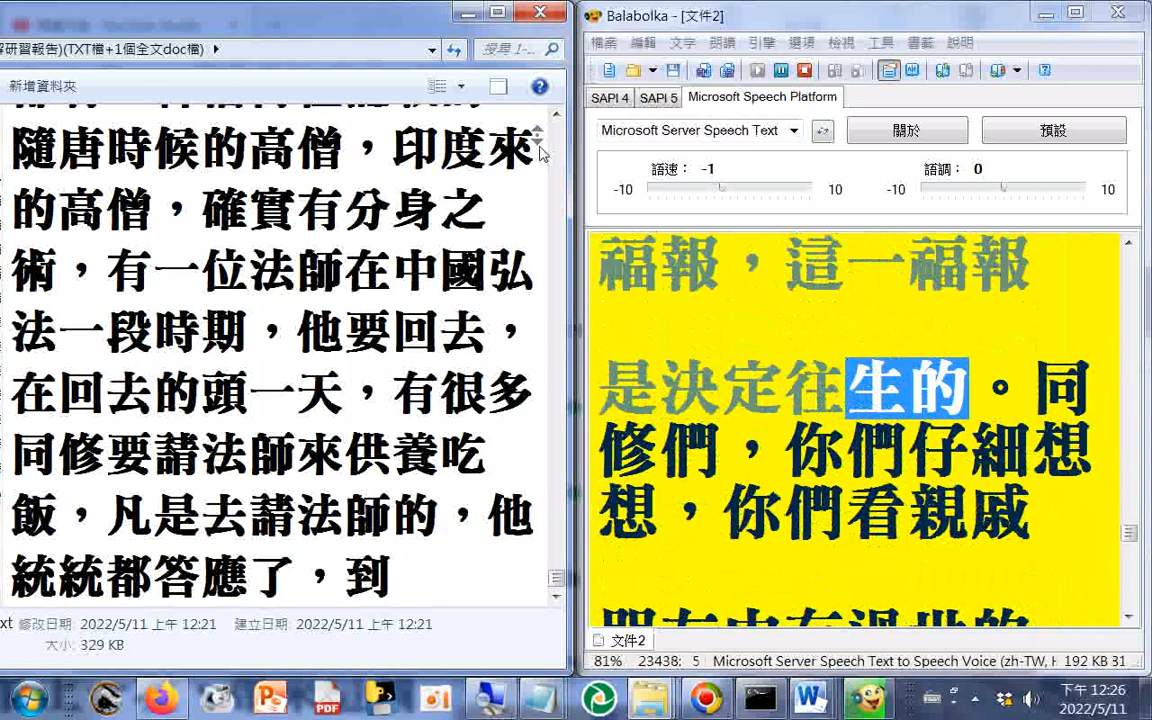 解研習報告)(TXT檔+1個全文doc檔)
搜尋 1-...
新增資料夾
隨唐時候的高僧，印度來
的高僧，確實有分身之
術，有一位法師在中國弘
法一段時期，他要回去，
在回去的頭一天，有很多
同修要請法師來供養吃
飯，凡是去請法師的，他
統統都答應了，到
xt 修改日期: 2022/5/11 上午 12:21 建立日期: 2022/5/11 上午 12:21
大小: 329 KB
Balabolka - [文件2]
檔案 編輯 文字 朗讀 引擎 選項 檢視 工具 書籤 說明
SAPI 4 SAPI 5 Microsoft Speech Platform
Microsoft Server Speech Text 關於 預設
語速: -1 語調: 0
-10 10 -10 10
福報，這一福報
是決定往生的。同
修們，你們仔細想
想，你們看親戚
文件2
81% 23438: 5 Microsoft Server Speech Text to Speech Voice (zh-TW, H 192 KB 31
PDF
下午 12:26
2022/5/11